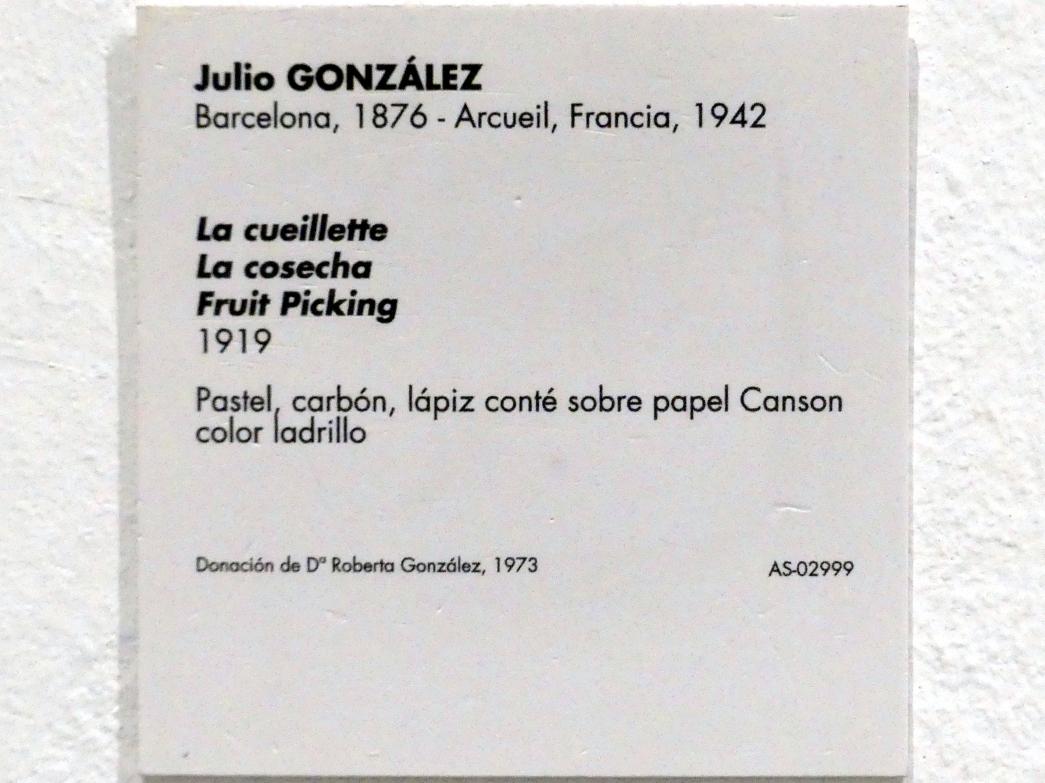 Julio GONZÁLEZ
Barcelona, 1876 - Arcueil, Francia, 1942
La cueillette
La cosecha
Fruit Picking
1919
Pastel, carbón, lápiz conté sobre papel Canson
color ladrillo
Donación de Dª Roberta González, 1973
AS-02999